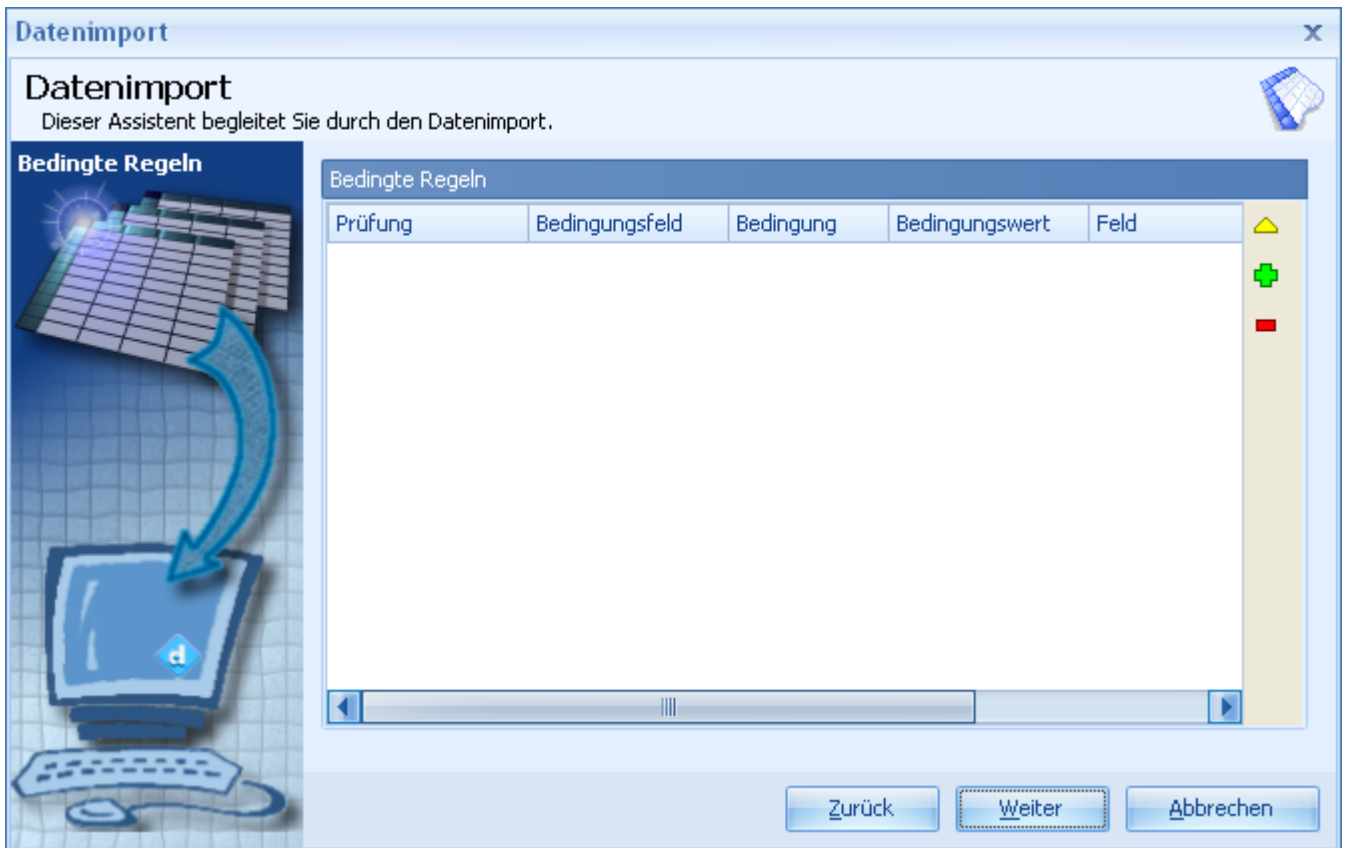 Datenimport
Datenimport
Dieser Assistent begleitet Sie durch den Datenimport.
Bedingte Regeln
Bedingte Regeln
Prüfung Bedingungsfeld Bedingung Bedingungswert Feld
d
Zurück Weiter Abbrechen